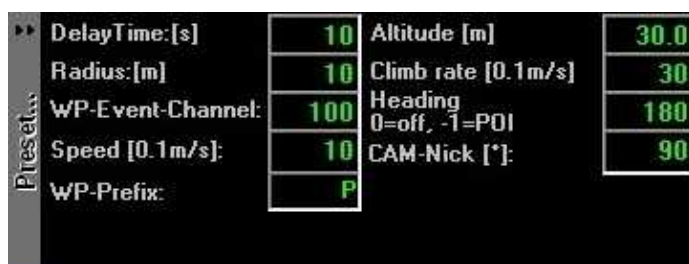 Preset...
DelayTime:[s] 10 Altitude [m] 30.0
Radius:[m] 10 Climb rate [0.1m/s] 30
WP-Event-Channel: 100 Heading 180
0=off, -1=POI
Speed [0.1m/s]: 10 CAM-Nick [°]: 90
WP-Prefix: P